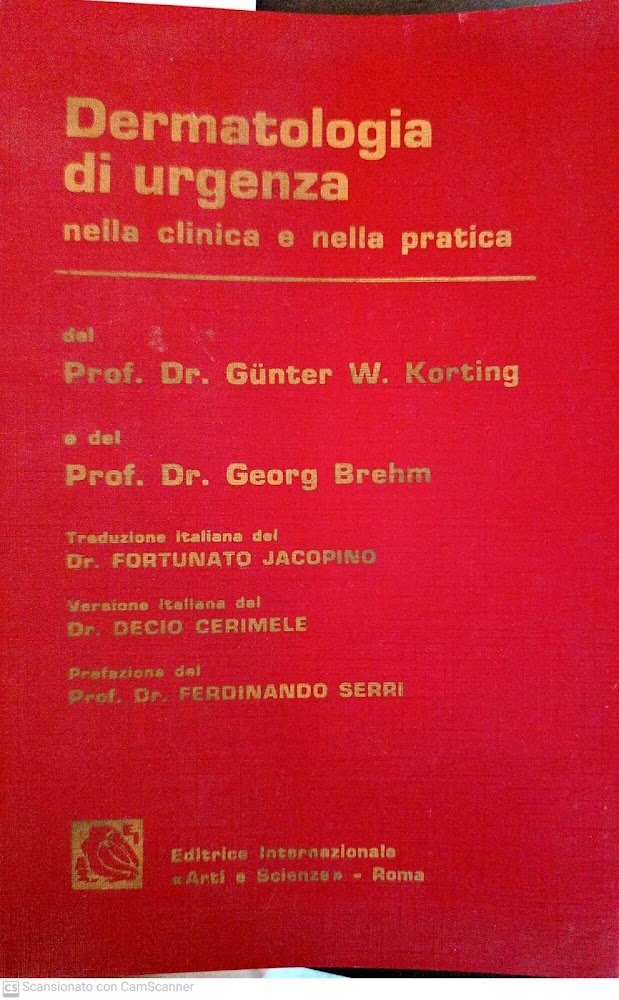 Dermatologia
di urgenza
nella clinica e nella pratica
del
Prof. Dr. Günter W. Korting
e del
Prof. Dr. Georg Brehm
Traduzione italiana del
Dr. FORTUNATO JACOPINO
Versione italiana del
Dr. DECIO CERIMELE
Prefazione del
Prof. Dr. FERDINANDO SERRI
Editrice Internazionale
«Arti e Scienze» - Roma
CS Scansionato con CamScanner